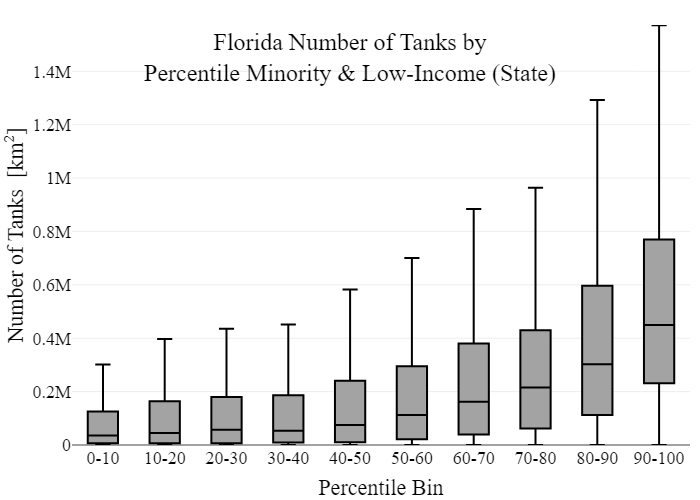 Florida Number of Tanks by
Percentile Minority & Low-Income (State)
Number of Tanks [km²]
1.4M
1.2M
1M
0.8M
0.6M
0.4M
0.2M
0
0-10 10-20 20-30 30-40 40-50 50-60 60-70 70-80 80-90 90-100
Percentile Bin